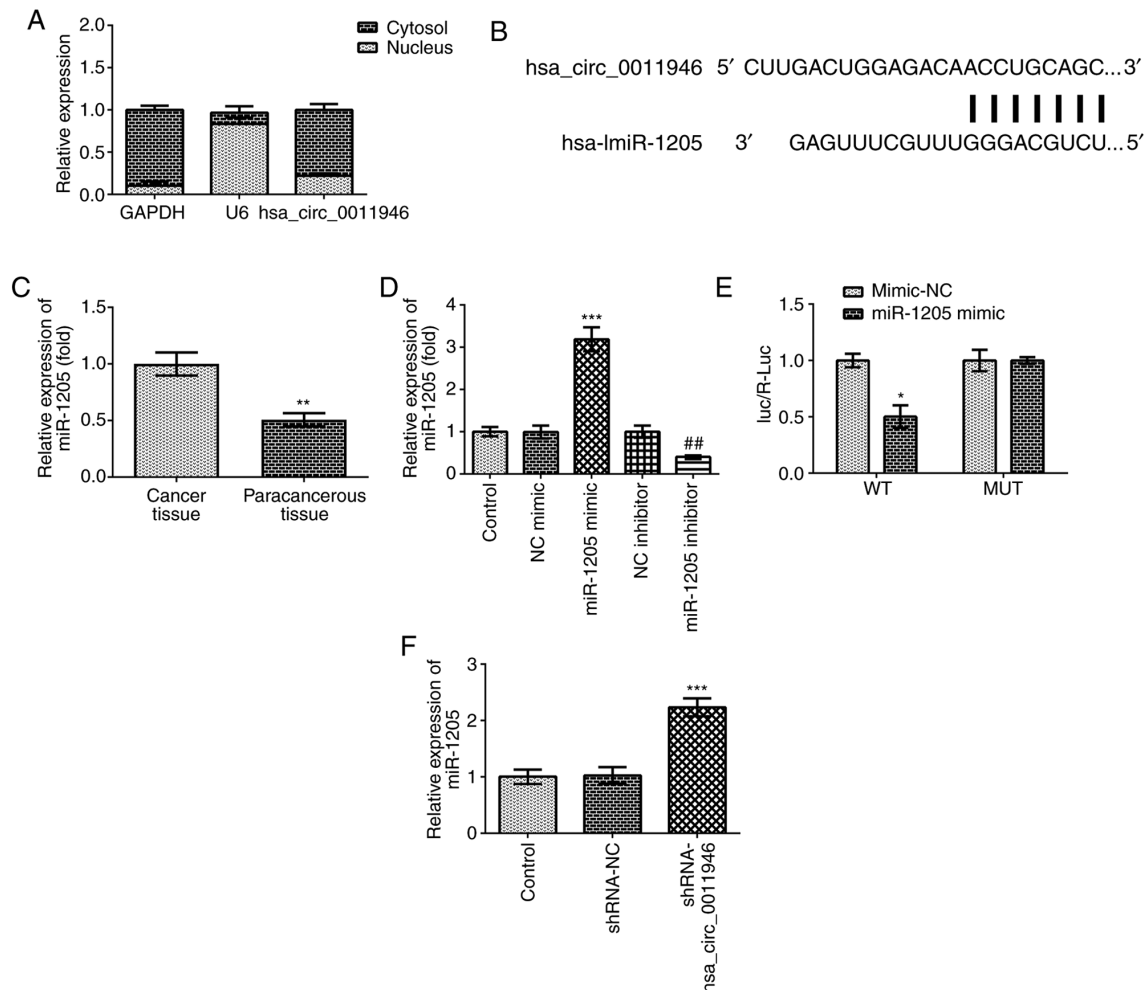 A
Relative expression
2.0
1.5
1.0
0.5
0.0
Cytosol
Nucleus
GAPDH
U6
hsa_circ_0011946
B
hsa_circ_0011946 5′ CUUGACUGGAGACAACCUGCAGC...3′
hsa-lmiR-1205 3′ GAGUUUCGUUUGGGACGUCU...5′
C
Relative expression of
miR-1205 (fold)
1.5
1.0
0.5
0.0
**
Cancer
tissue
Paracancerous
tissue
D
Relative expression of
miR-1205 (fold)
4
3
2
1
0
***
##
Control
NC mimic
miR-1205 mimic
NC inhibitor
miR-1205 inhibitor
E
Mimic-NC
miR-1205 mimic
luc/R-Luc
1.5
1.0
0.5
0.0
*
WT
MUT
F
Relative expression of
miR-1205
3
2
1
0
***
Control
shRNA-NC
shRNA-
hsa_circ_0011946